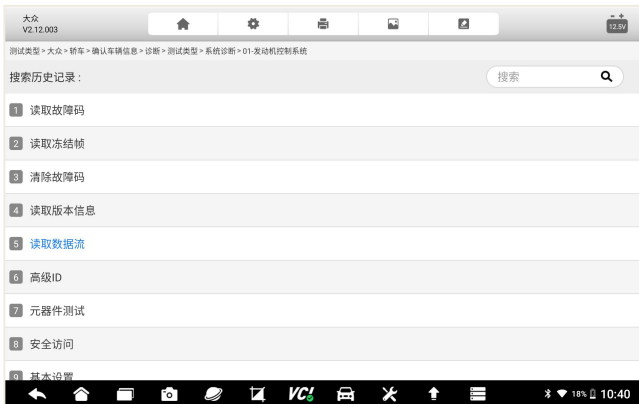 大众
V2.12.003
12.5V
测试类型 > 大众 > 轿车 > 确认车辆信息 > 诊断 > 测试类型 > 系统诊断 > 01-发动机控制系统
搜索历史记录 :
搜索
1 读取故障码
2 读取冻结帧
3 清除故障码
4 读取版本信息
5 读取数据流
6 高级ID
7 元器件测试
8 安全访问
9 基本设置
VC! 18% 10:40